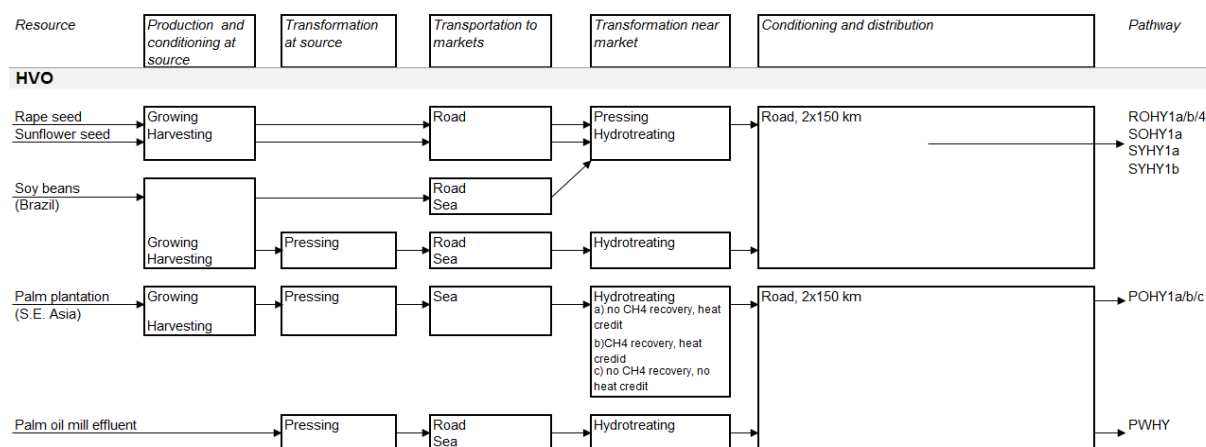 Resource
Production and
conditioning at
source
Transformation
at source
Transportation to
markets
Transformation near
market
Conditioning and distribution
Pathway
HVO
Rape seed
Sunflower seed
Growing
Harvesting
Road
Pressing
Hydrotreating
Road, 2x150 km
ROHY1a/b/4
SOHY1a
SYHY1a
SYHY1b
Soy beans
(Brazil)
Road
Sea
Growing
Harvesting
Pressing
Road
Sea
Hydrotreating
Palm plantation
(S.E. Asia)
Growing
Harvesting
Pressing
Sea
Hydrotreating
a) no CH4 recovery, heat
credit
b)CH4 recovery, heat
credid
c) no CH4 recovery, no
heat credit
Road, 2x150 km
POHY1a/b/c
Palm oil mill effluent
Pressing
Road
Sea
Hydrotreating
PWHY